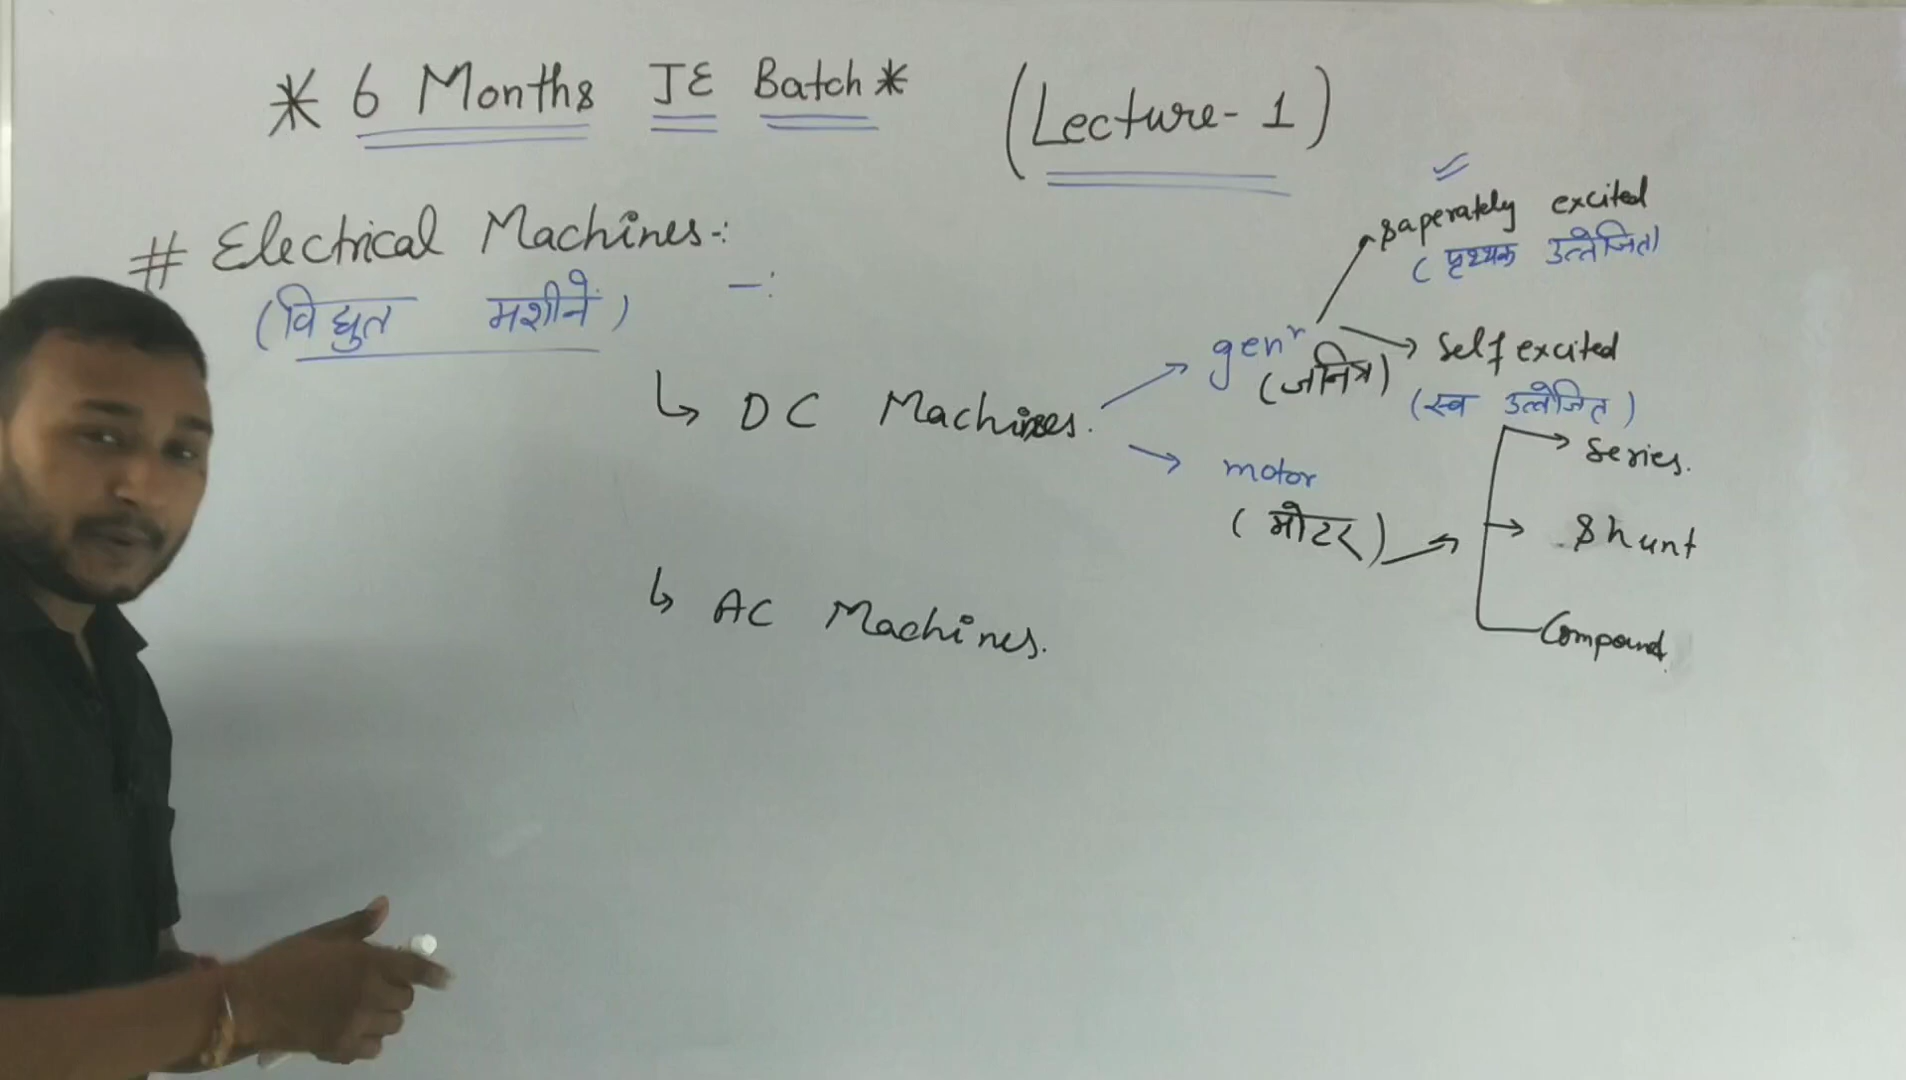 * 6 Months JE Batch * (Lecture-1)
# Electrical Machines-:
(विद्युत मशीनें) -:
↳ DC Machines.
genr
(जनित्र)
saperately excited
(पृथ्थक उत्तेजित)
Self excited
(स्व उत्तेजित)
motor
(मोटर)
Series.
Shunt
Compound.
↳ AC Machines.